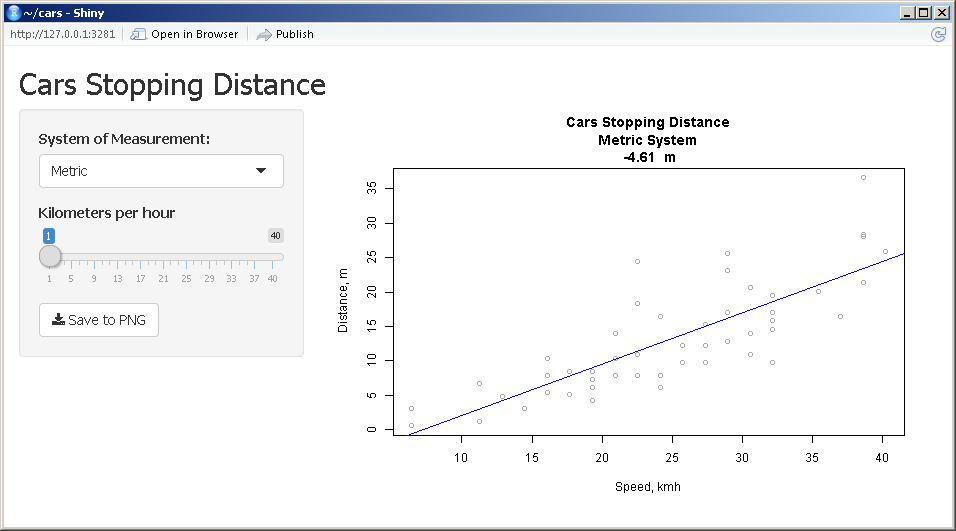 ~/cars - Shiny
http://127.0.0.1:3281 Open in Browser Publish
Cars Stopping Distance
System of Measurement:
Metric
Kilometers per hour
1 40
1 5 9 13 17 21 25 29 33 37 40
Save to PNG
Cars Stopping Distance
Metric System
-4.61 m
Distance, m
35
30
25
20
15
10
5
0
10 15 20 25 30 35 40
Speed, kmh